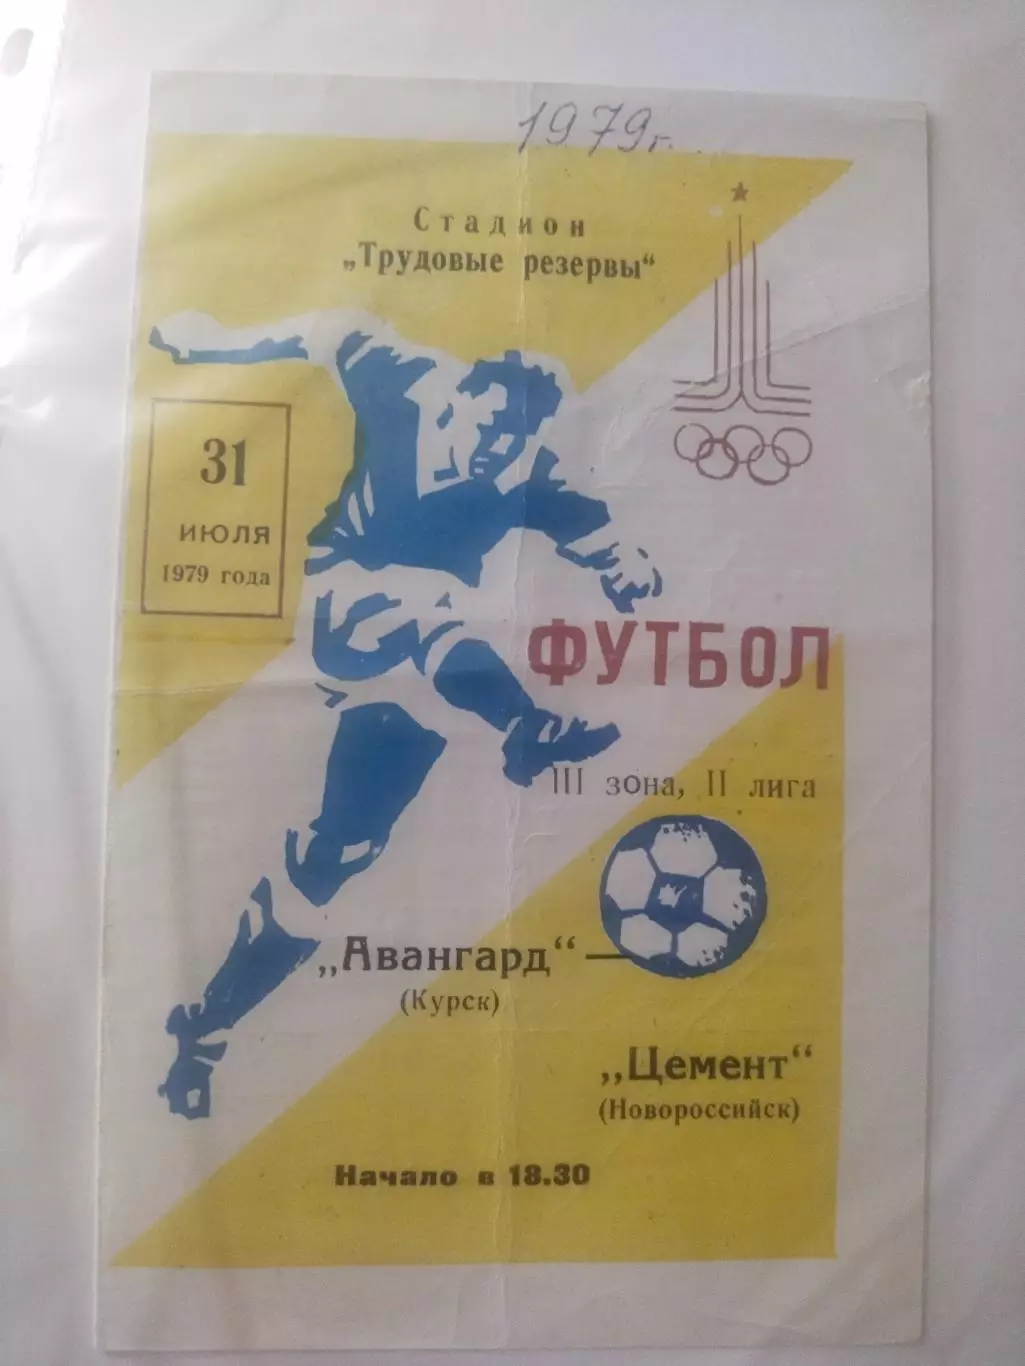 1979г.
Стадион
„Трудовые резервы“
31
июля
1979 года
ФУТБОЛ
III зона, II лига
„Авангард“ —
(Курск)
„Цемент“
(Новороссийск)
Начало в 18.30